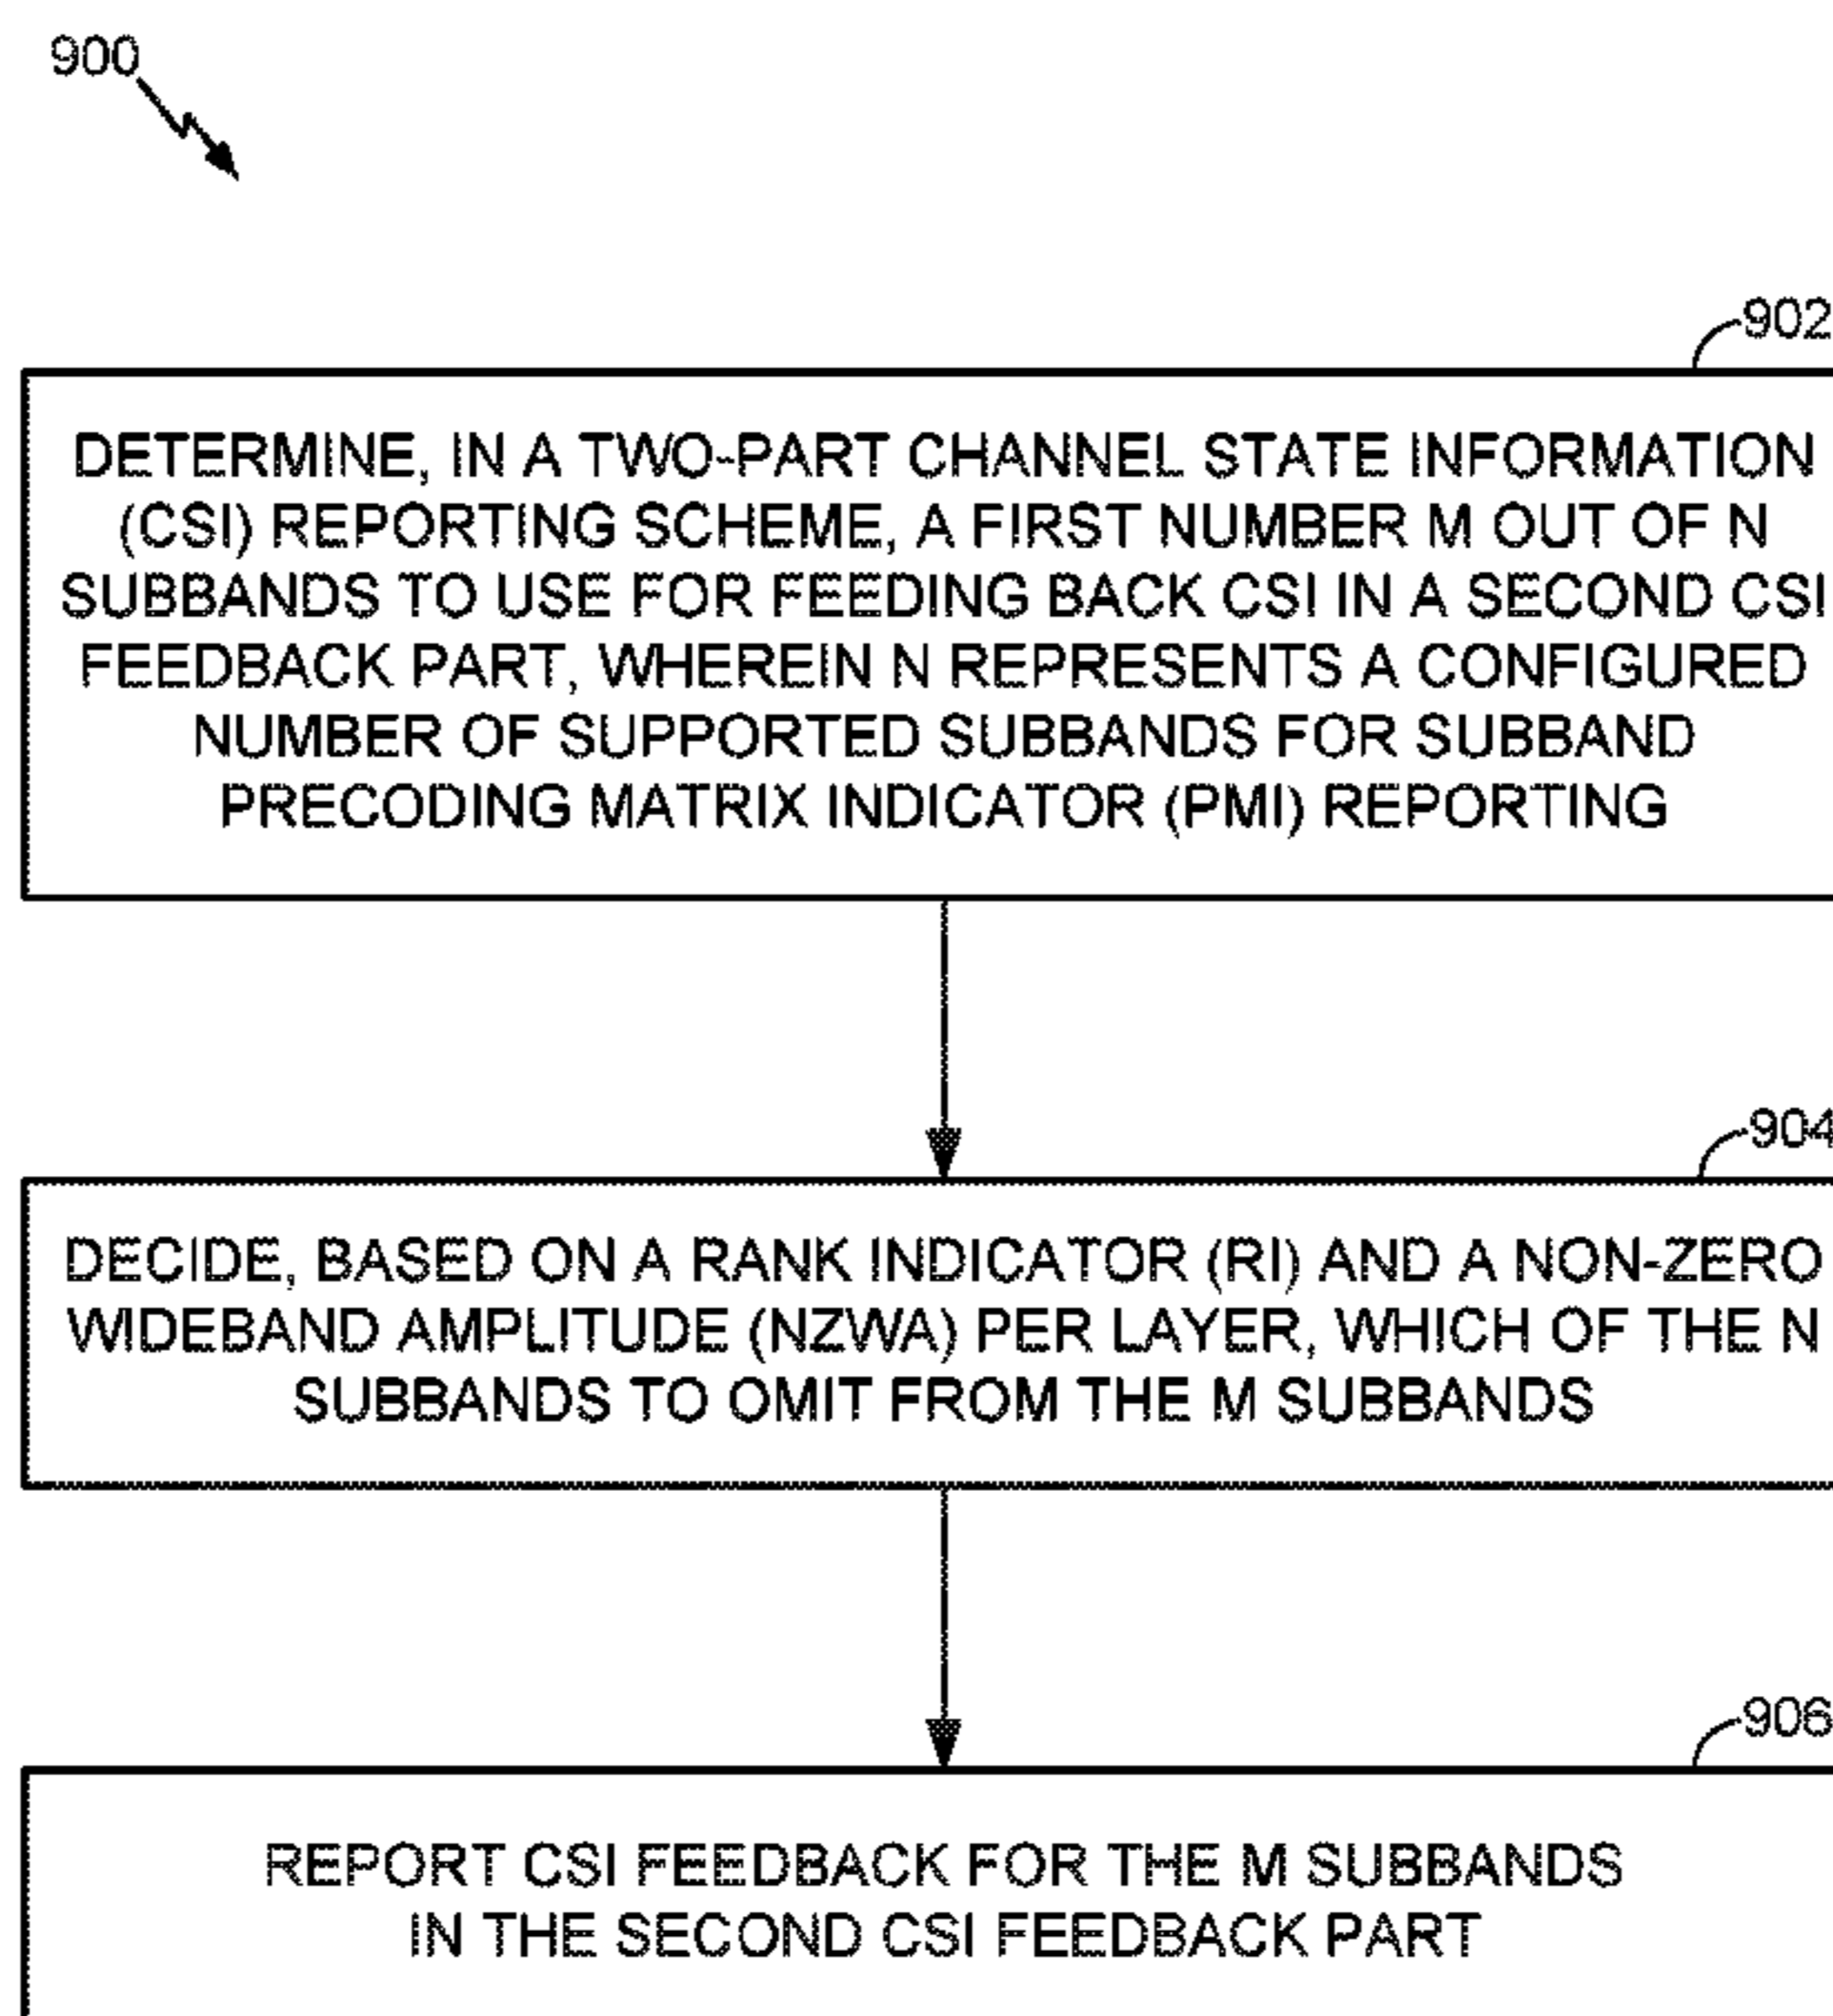 900
902
DETERMINE, IN A TWO-PART CHANNEL STATE INFORMATION
(CSI) REPORTING SCHEME, A FIRST NUMBER M OUT OF N
SUBBANDS TO USE FOR FEEDING BACK CSI IN A SECOND CSI
FEEDBACK PART, WHEREIN N REPRESENTS A CONFIGURED
NUMBER OF SUPPORTED SUBBANDS FOR SUBBAND
PRECODING MATRIX INDICATOR (PMI) REPORTING
904
DECIDE, BASED ON A RANK INDICATOR (RI) AND A NON-ZERO
WIDEBAND AMPLITUDE (NZWA) PER LAYER, WHICH OF THE N
SUBBANDS TO OMIT FROM THE M SUBBANDS
906
REPORT CSI FEEDBACK FOR THE M SUBBANDS
IN THE SECOND CSI FEEDBACK PART